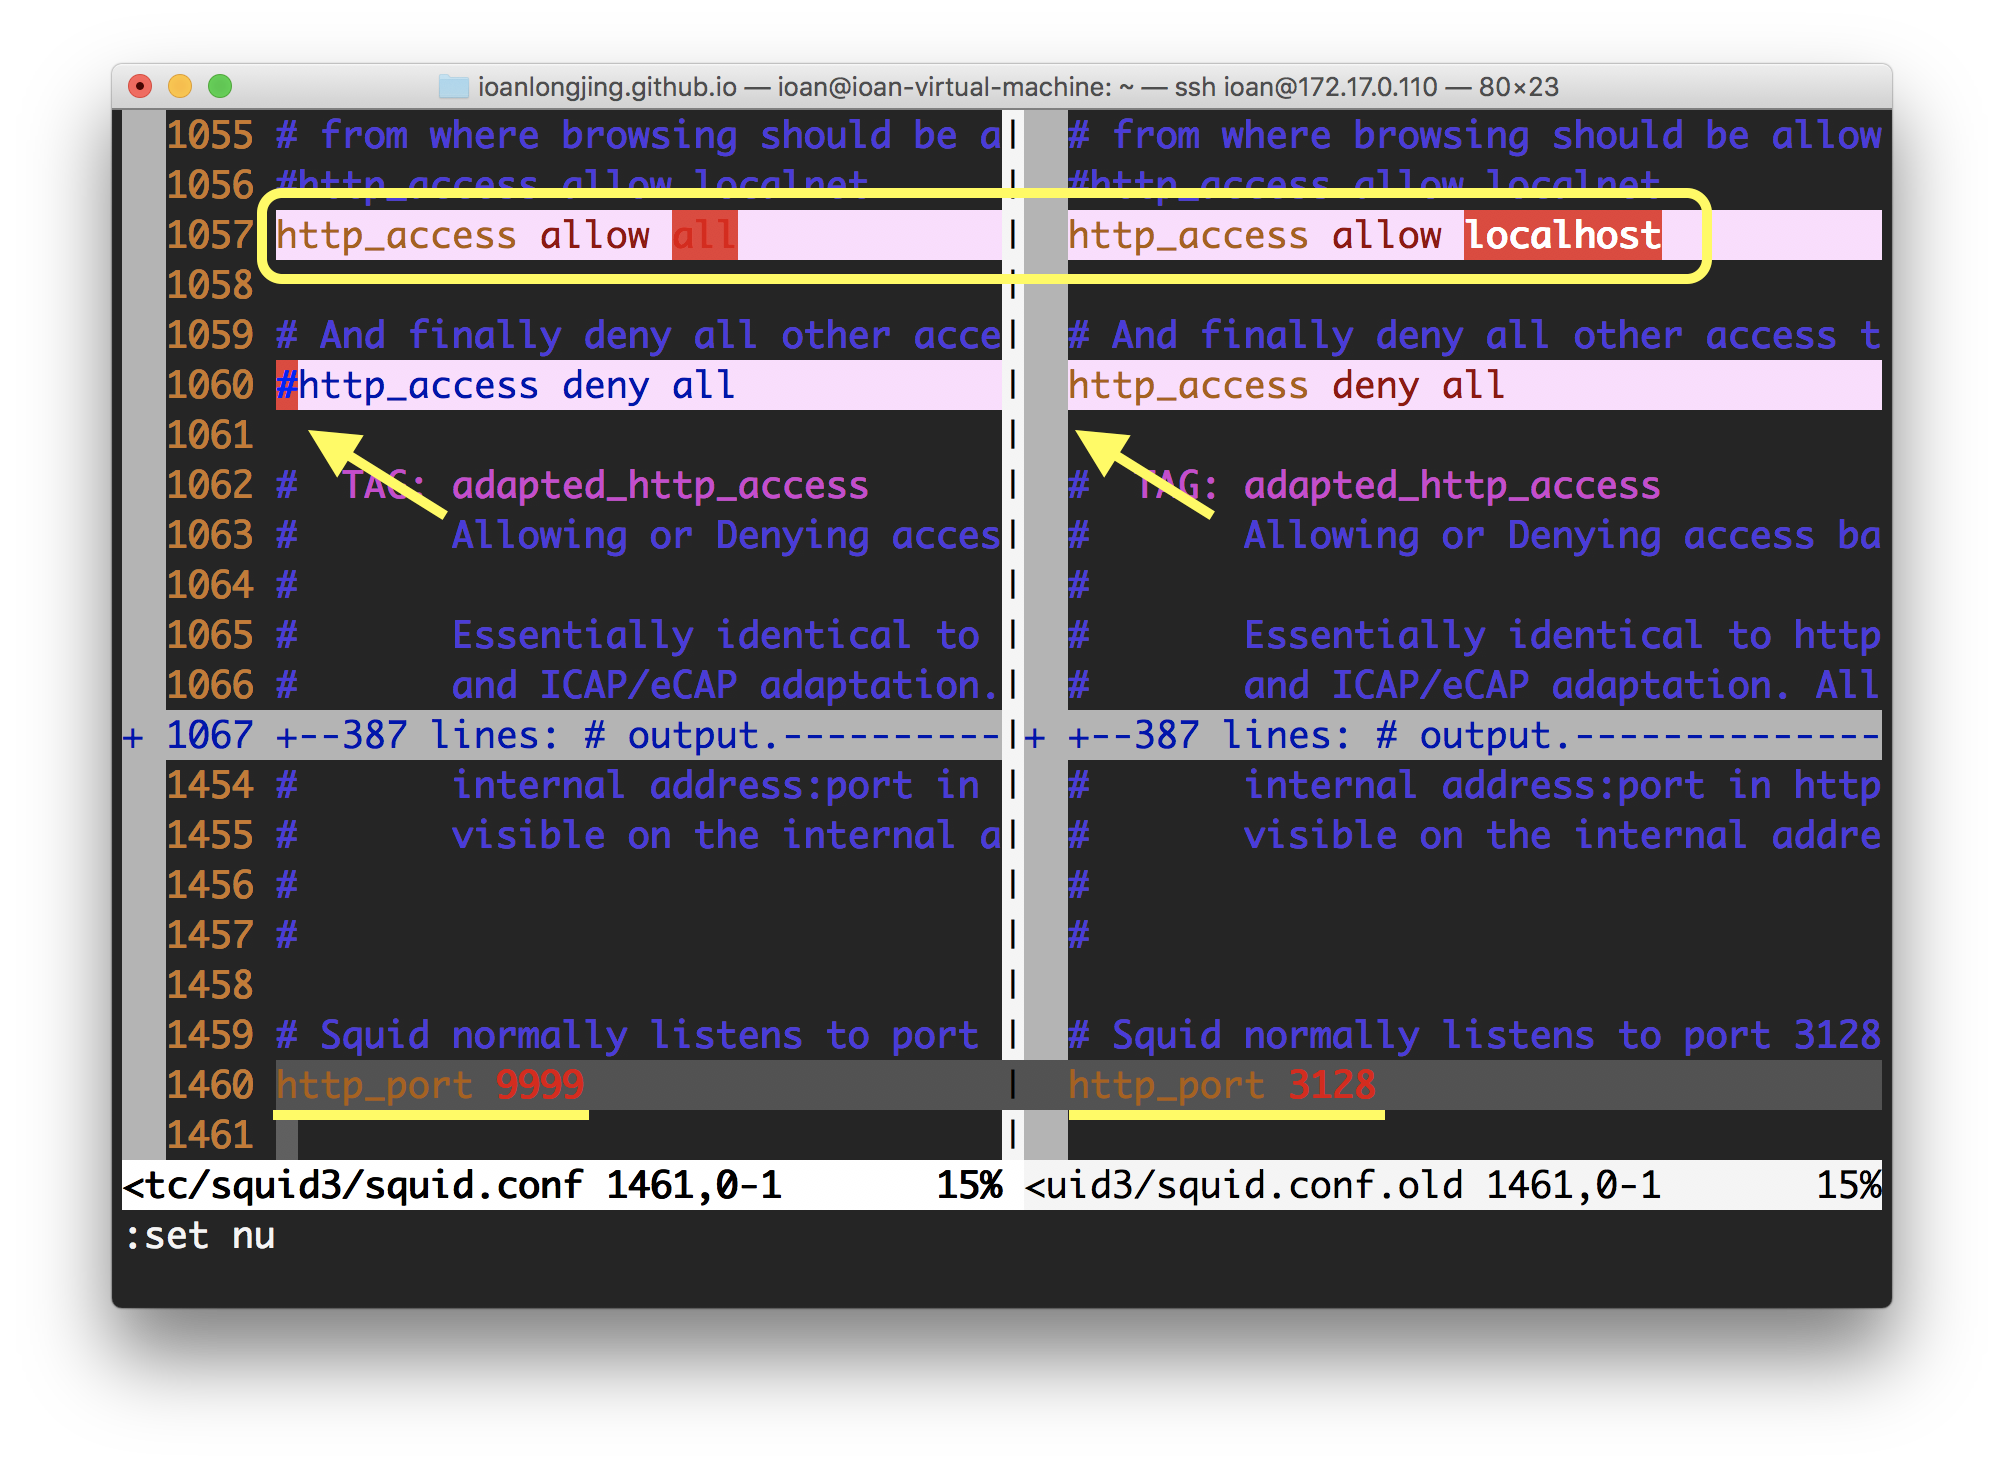 ioanlongjing.github.io — ioan@ioan-virtual-machine: ~ — ssh ioan@172.17.0.110 — 80×23
1055 # from where browsing should be a| # from where browsing should be allow
1056 #http_access allow localnet | #http_access allow localnet
1057 http_access allow all | http_access allow localhost
1058 |
1059 # And finally deny all other acce| # And finally deny all other access t
1060 #http_access deny all | http_access deny all
1061 |
1062 #  TAG: adapted_http_access | #  TAG: adapted_http_access
1063 #       Allowing or Denying acces| #       Allowing or Denying access ba
1064 # | #
1065 #       Essentially identical to | #       Essentially identical to http
1066 #       and ICAP/eCAP adaptation.| #       and ICAP/eCAP adaptation. All
+ 1067 +--387 lines: # output.----------|+ +--387 lines: # output.--------------
1454 #       internal address:port in | #       internal address:port in http
1455 #       visible on the internal a| #       visible on the internal addre
1456 # | #
1457 # | #
1458 |
1459 # Squid normally listens to port | # Squid normally listens to port 3128
1460 http_port 9999 | http_port 3128
1461 |
<tc/squid3/squid.conf 1461,0-1 15% <uid3/squid.conf.old 1461,0-1 15%
:set nu